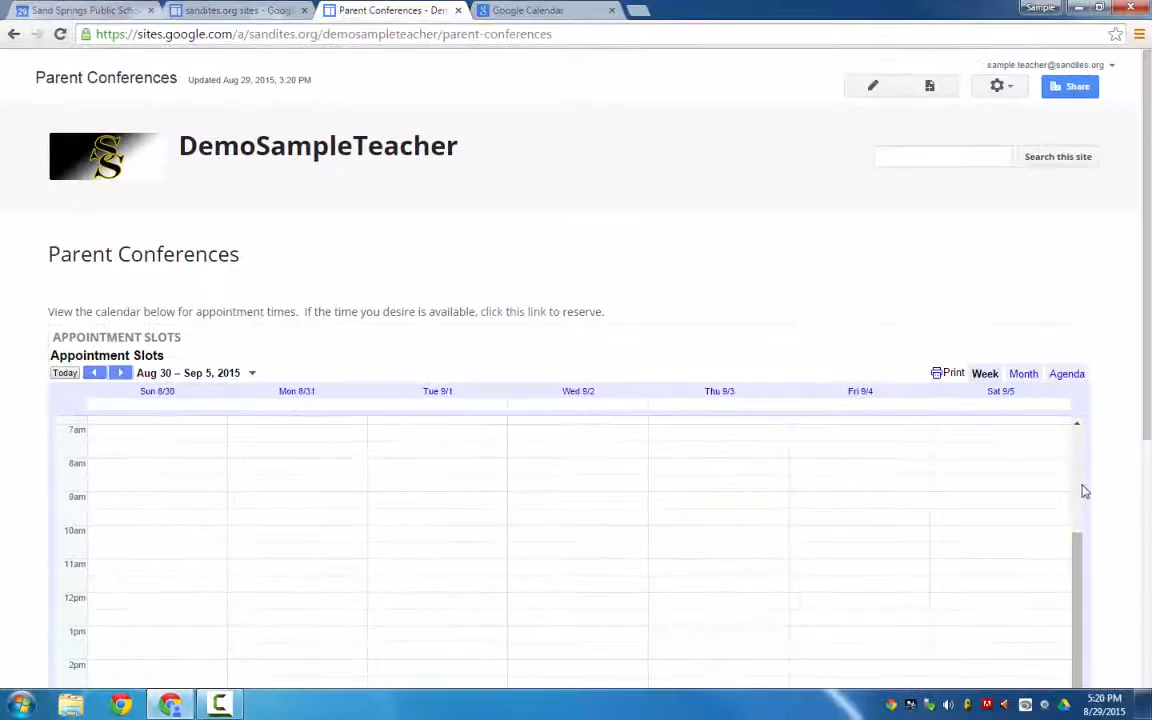 Sand Springs Public Scho
sandites.org sites - Googl
Parent Conferences - Dem
Google Calendar
Sample
https://sites.google.com/a/sandites.org/demosampleteacher/parent-conferences
sample.teacher@sandites.org
Parent Conferences Updated Aug 29, 2015, 3:20 PM
Share
DemoSampleTeacher
Search this site
Parent Conferences
View the calendar below for appointment times. If the time you desire is available, click this link to reserve.
APPOINTMENT SLOTS
Appointment Slots
Today Aug 30 – Sep 5, 2015 Print Week Month Agenda
Sun 8/30 Mon 8/31 Tue 9/1 Wed 9/2 Thu 9/3 Fri 9/4 Sat 9/5
7am
8am
9am
10am
11am
12pm
1pm
2pm
5:20 PM
8/29/2015